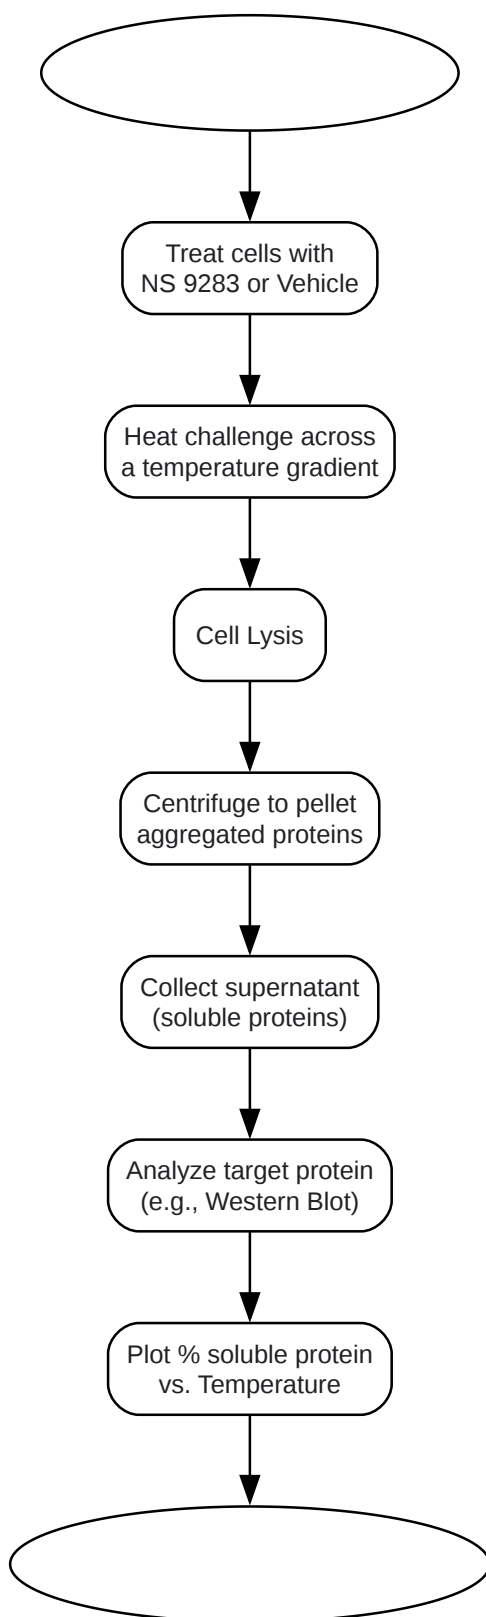 Treat cells with
NS 9283 or Vehicle
Heat challenge across
a temperature gradient
Cell Lysis
Centrifuge to pellet
aggregated proteins
Collect supernatant
(soluble proteins)
Analyze target protein
(e.g., Western Blot)
Plot % soluble protein
vs. Temperature